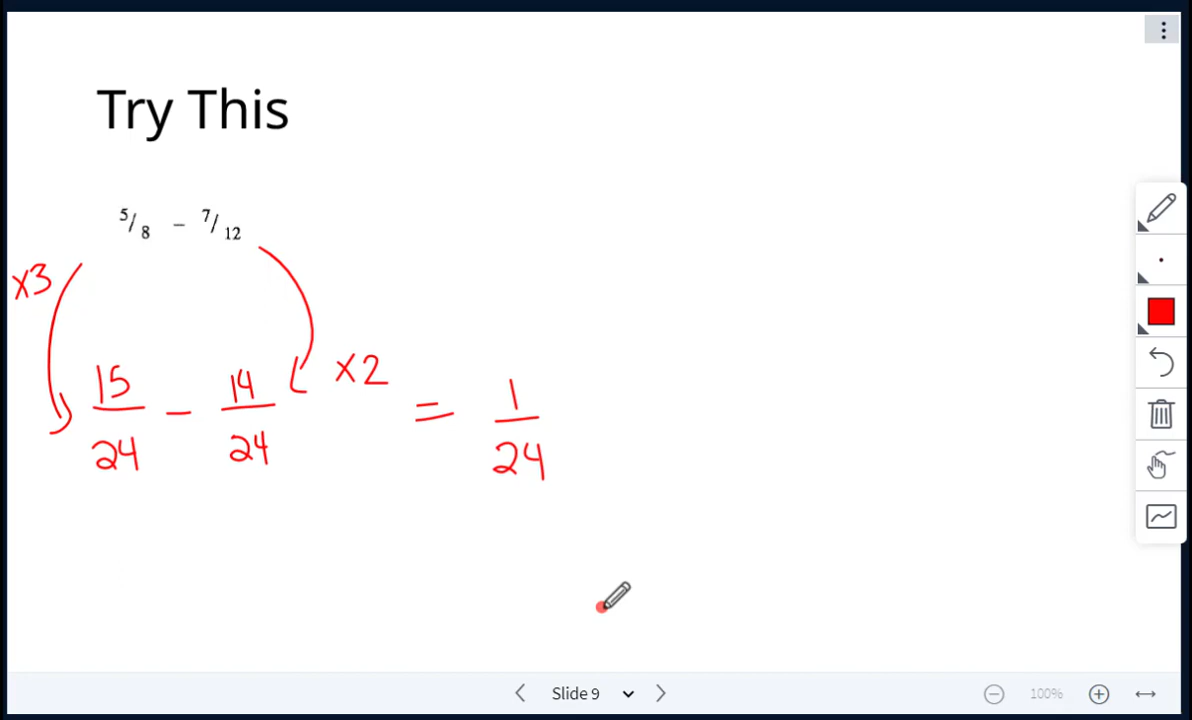 Try This
5/8 − 7/12
x3
x2
15/24 − 14/24 = 1/24
Slide 9
100%